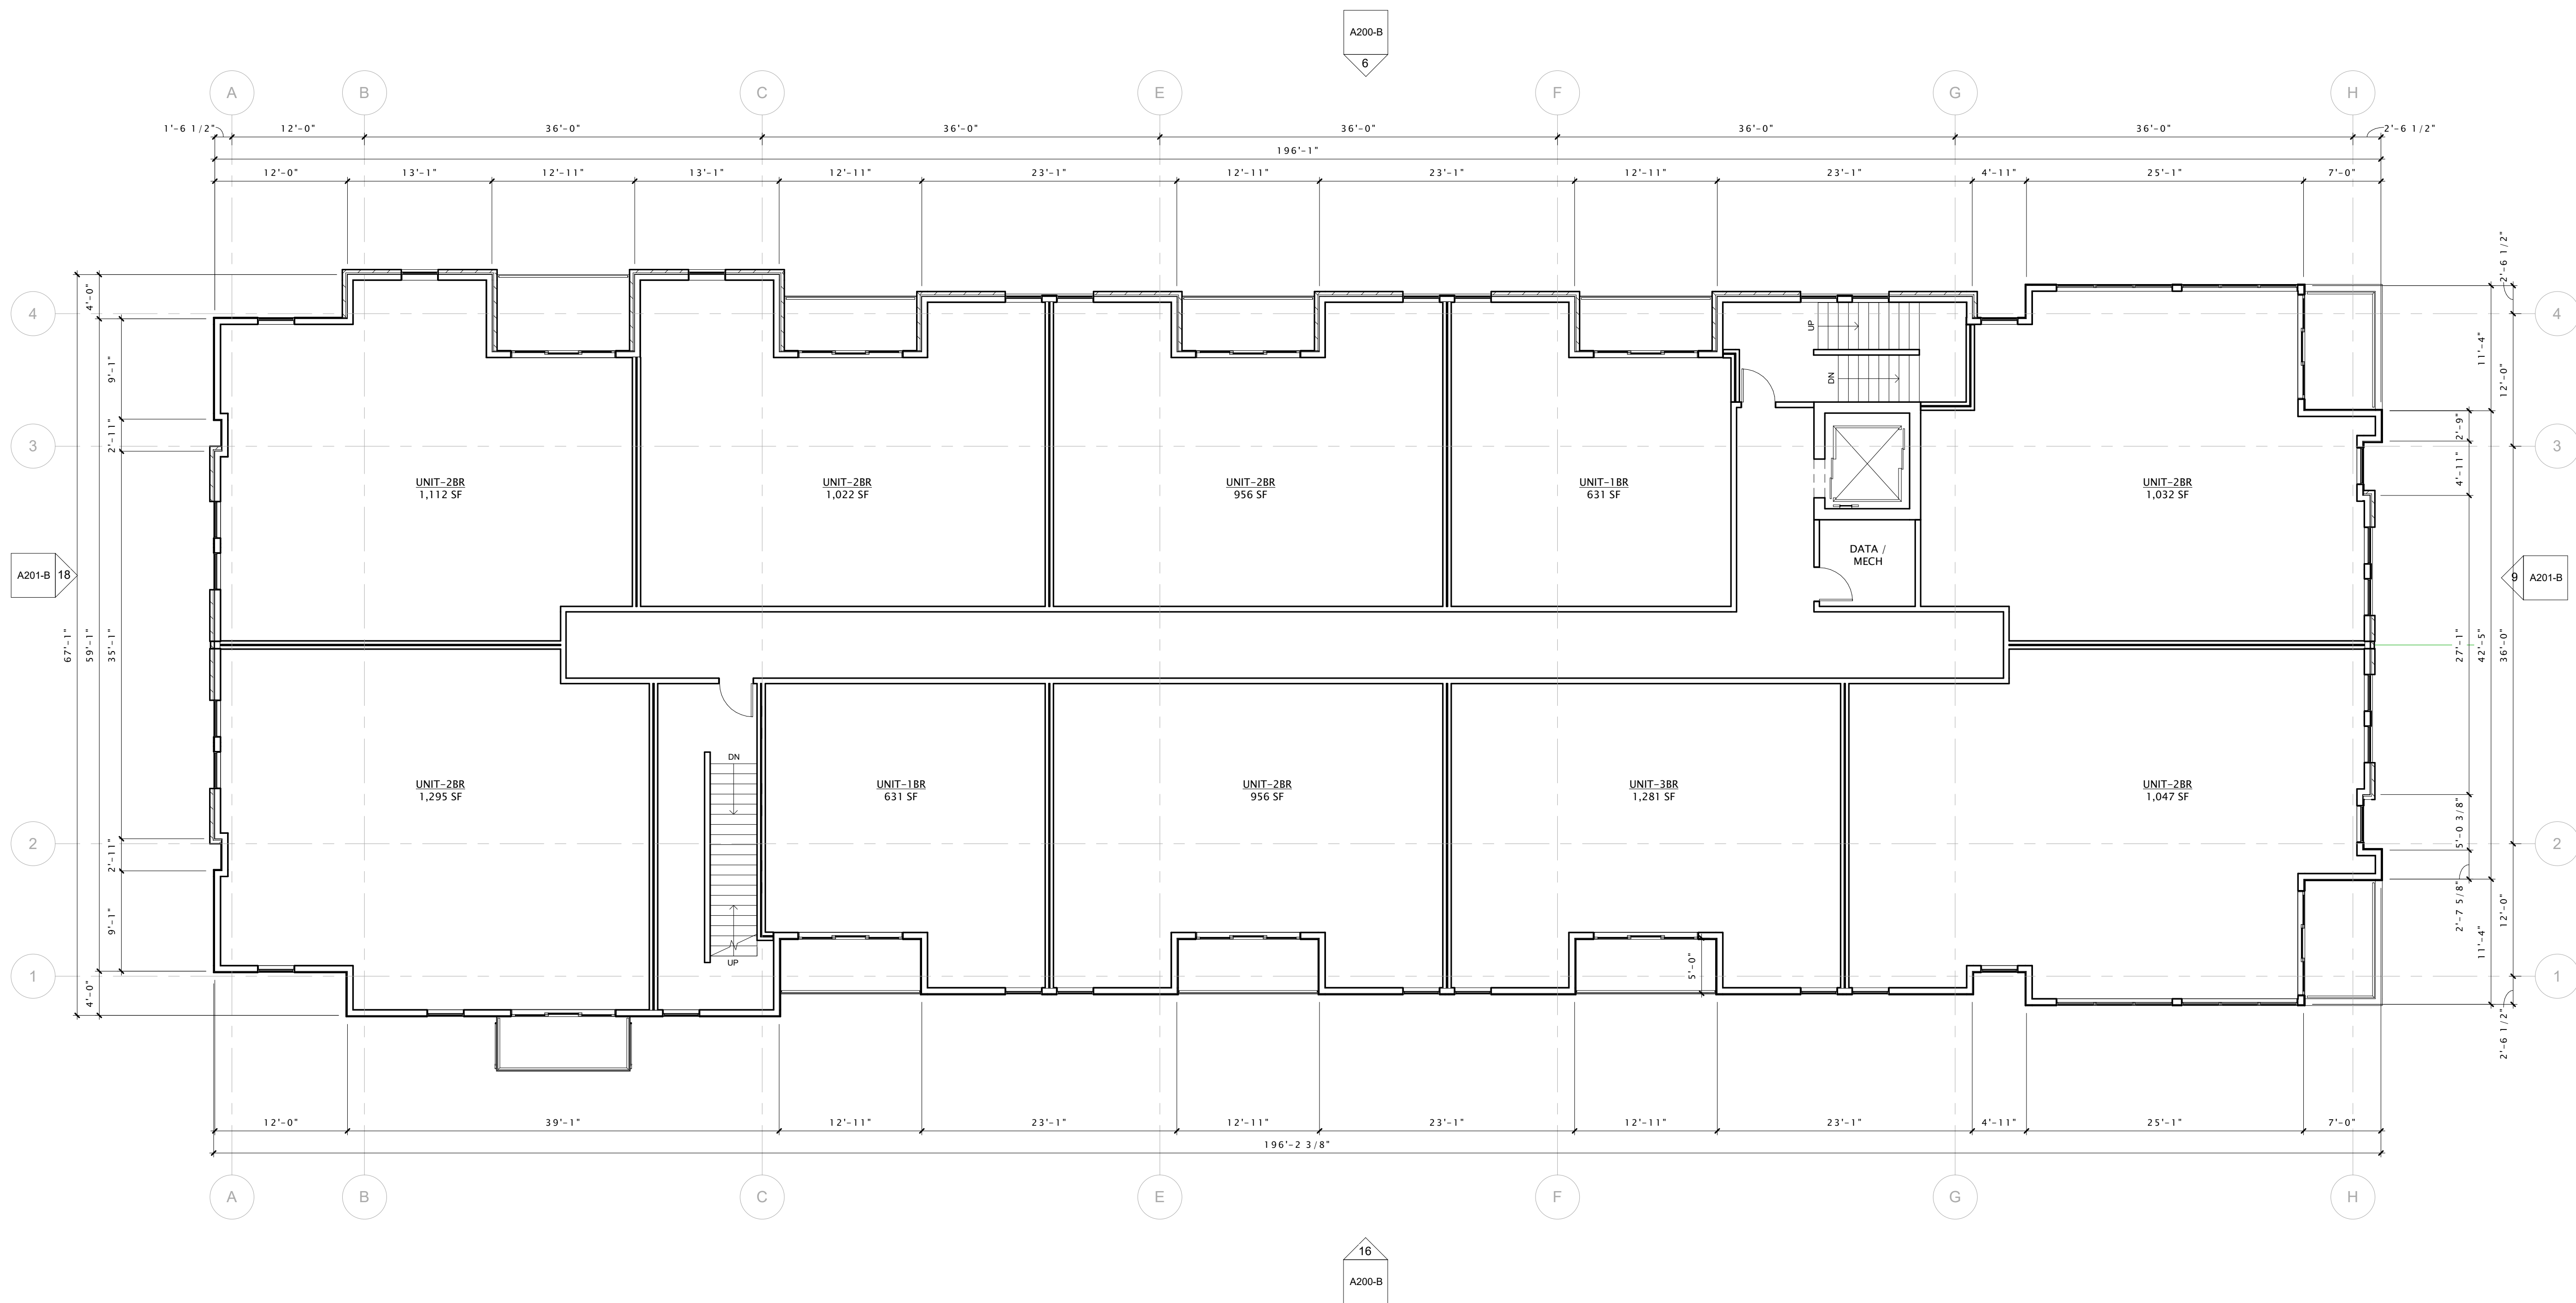 A200-B
6
A B C E F G H
1'-6 1/2" 12'-0" 36'-0" 36'-0" 36'-0" 36'-0" 36'-0" 2'-6 1/2"
196'-1"
12'-0" 13'-1" 12'-11" 13'-1" 12'-11" 23'-1" 12'-11" 23'-1" 12'-11" 23'-1" 4'-11" 25'-1" 7'-0"
4
3
2
1
67'-1"
4'-0"
59'-1"
4'-0"
9'-1"
2'-11"
35'-1"
2'-11"
9'-1"
A201-B 18
UNIT-2BR
1,112 SF
UNIT-2BR
1,022 SF
UNIT-2BR
956 SF
UNIT-1BR
631 SF
UP
DN
DATA /
MECH
UNIT-2BR
1,032 SF
UNIT-2BR
1,295 SF
DN
UP
UNIT-1BR
631 SF
UNIT-2BR
956 SF
UNIT-3BR
1,281 SF
5'-0"
UNIT-2BR
1,047 SF
2'-9"
4'-11"
27'-1"
5'-0 3/8"
2'-7 5/8"
11'-4"
42'-5"
11'-4"
2'-6 1/2"
12'-0"
36'-0"
12'-0"
2'-6 1/2"
4
3
2
1
9 A201-B
12'-0" 39'-1" 12'-11" 23'-1" 12'-11" 23'-1" 12'-11" 23'-1" 4'-11" 25'-1" 7'-0"
196'-2 3/8"
A B C E F G H
16
A200-B